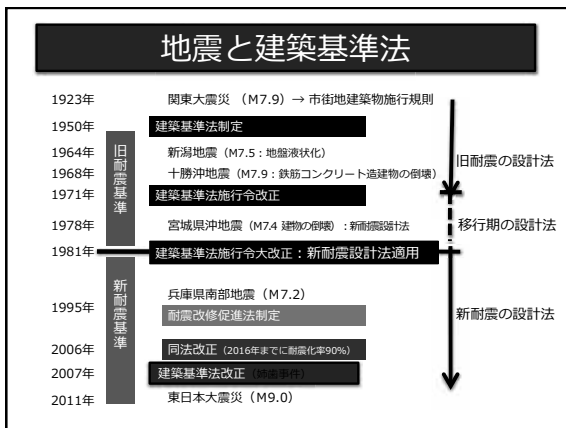 地震と建築基準法
1923年 関東大震災 （M7.9）→ 市街地建築物施行規則
1950年 建築基準法制定
1964年 新潟地震（M7.5：地盤液状化）
1968年 十勝沖地震（M7.9：鉄筋コンクリート造建物の倒壊）
1971年 建築基準法施行令改正
1978年 宮城県沖地震（M7.4 建物の倒壊）：新耐震設計法
1981年 建築基準法施行令大改正：新耐震設計法適用
1995年 兵庫県南部地震（M7.2）
耐震改修促進法制定
2006年 同法改正（2016年までに耐震化率90%）
2007年 建築基準法改正（姉歯事件）
2011年 東日本大震災（M9.0）
旧耐震基準
新耐震基準
旧耐震の設計法
移行期の設計法
新耐震の設計法